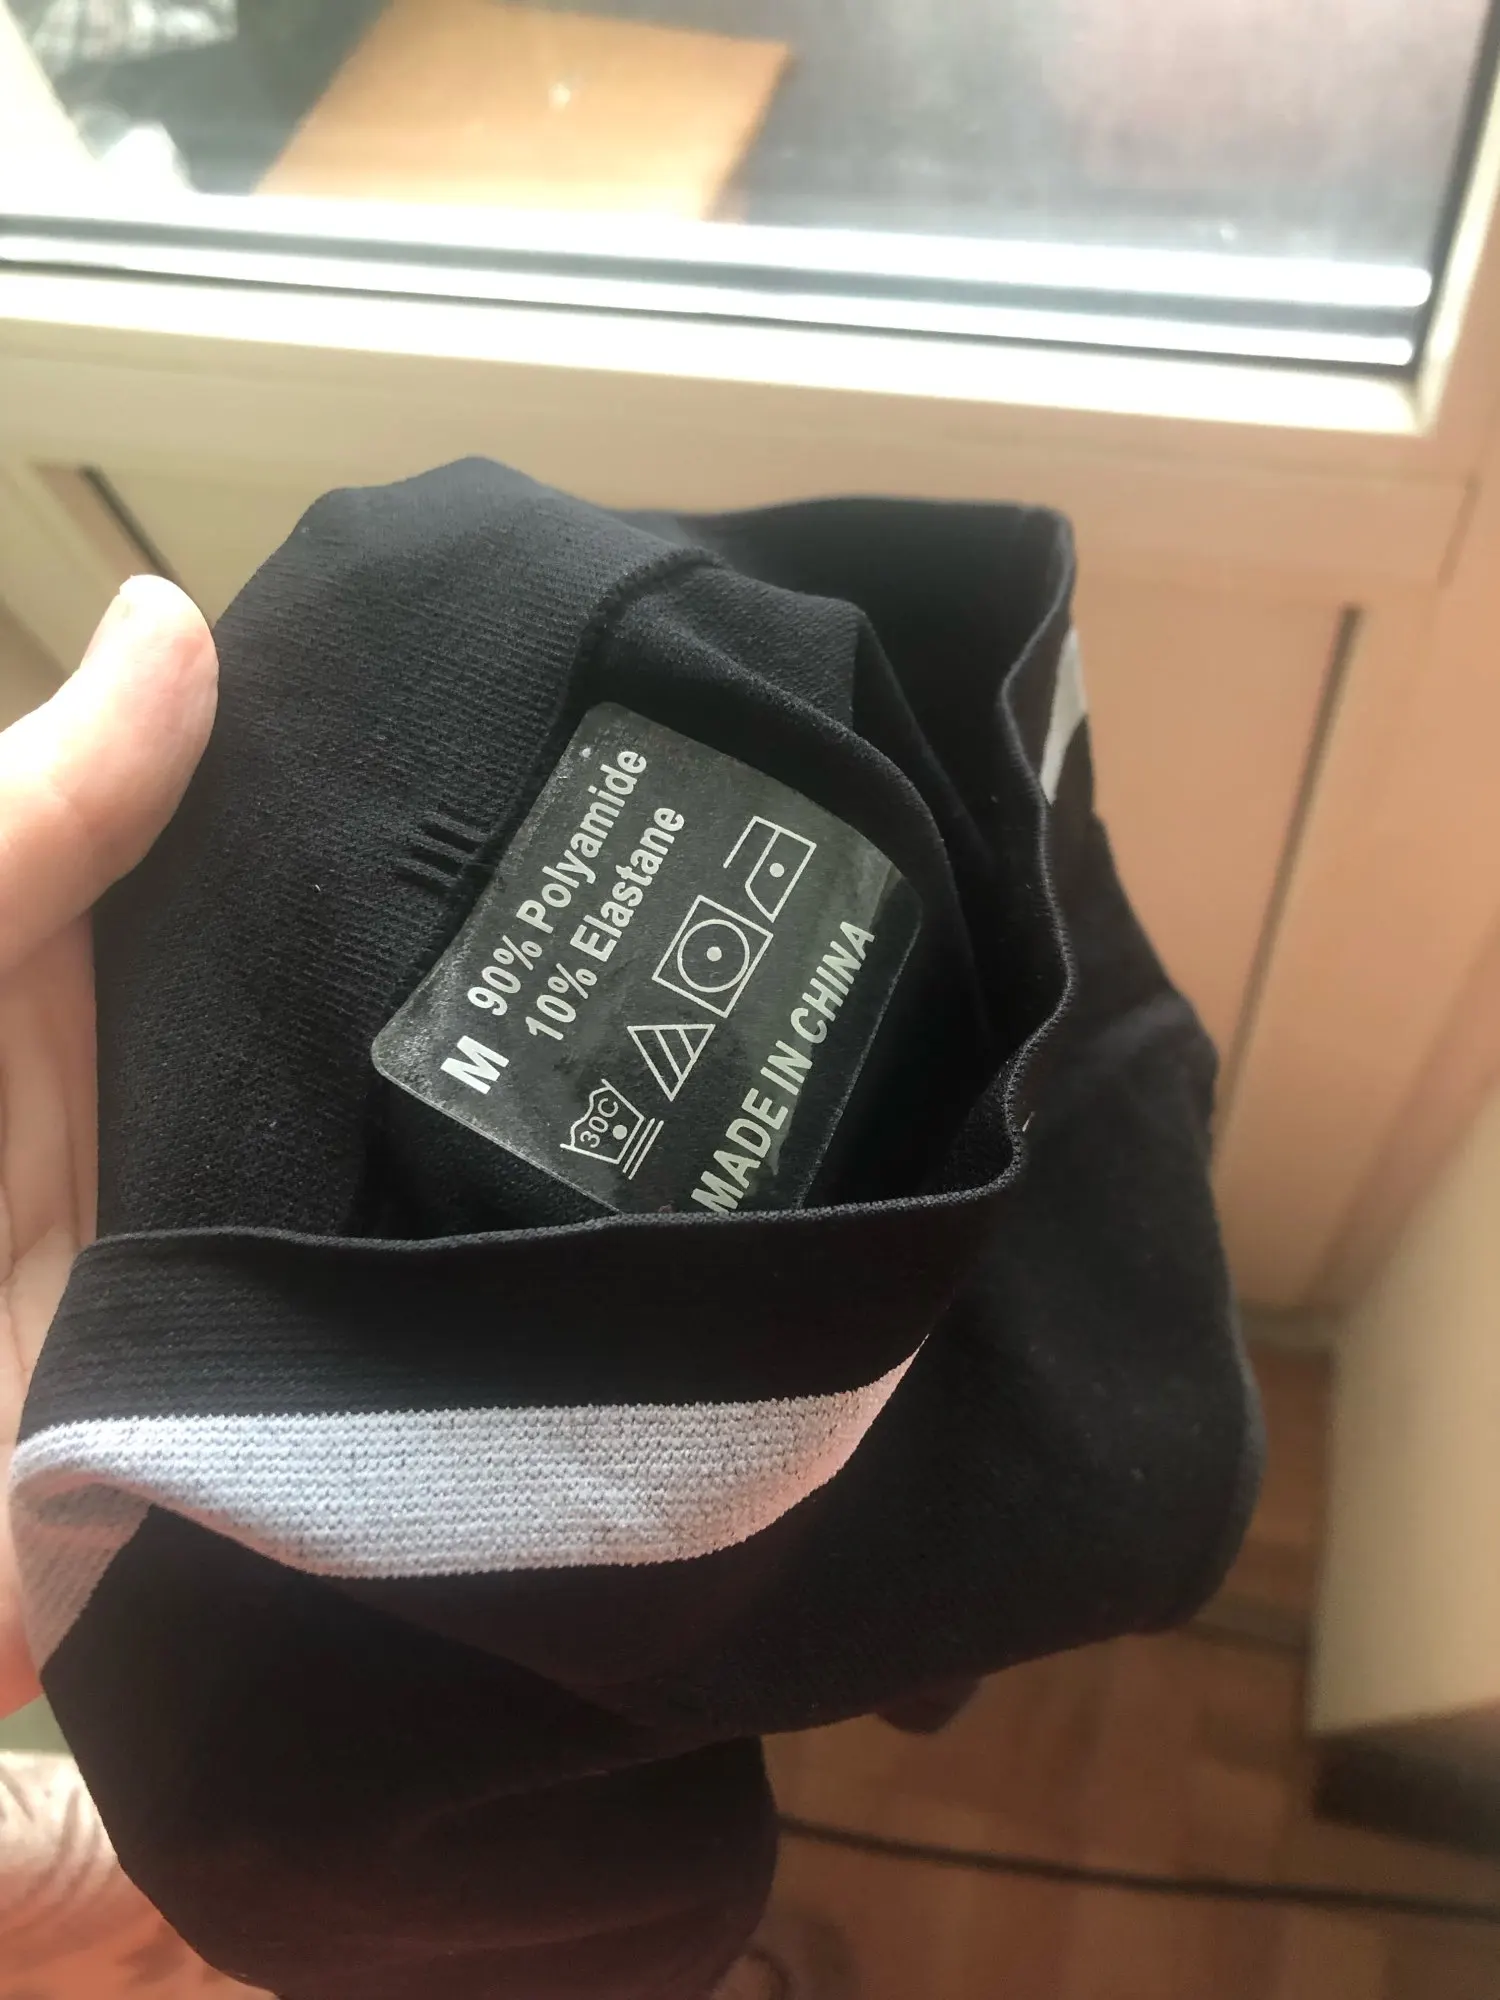 M
90% Polyamide
10% Elastane
30C
MADE IN CHINA